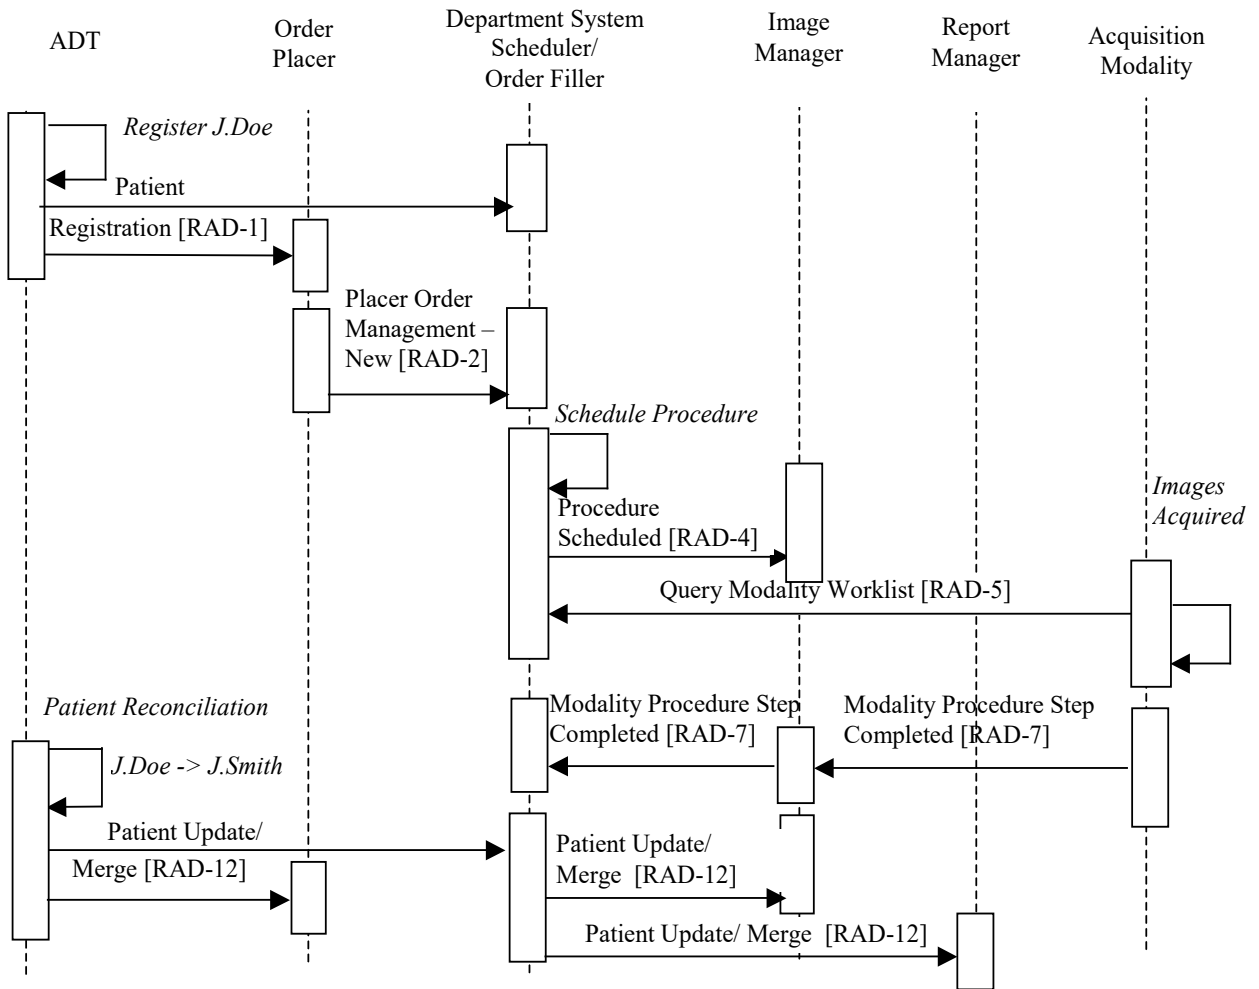 ADT
Order
Placer
Department System
Scheduler/
Order Filler
Image
Manager
Report
Manager
Acquisition
Modality
Register J.Doe
Patient
Registration [RAD-1]
Placer Order
Management –
New [RAD-2]
Schedule Procedure
Procedure
Scheduled [RAD-4]
Images
Acquired
Query Modality Worklist [RAD-5]
Modality Procedure Step
Completed [RAD-7]
Modality Procedure Step
Completed [RAD-7]
Patient Reconciliation
J.Doe -> J.Smith
Patient Update/
Merge [RAD-12]
Patient Update/
Merge  [RAD-12]
Patient Update/ Merge  [RAD-12]